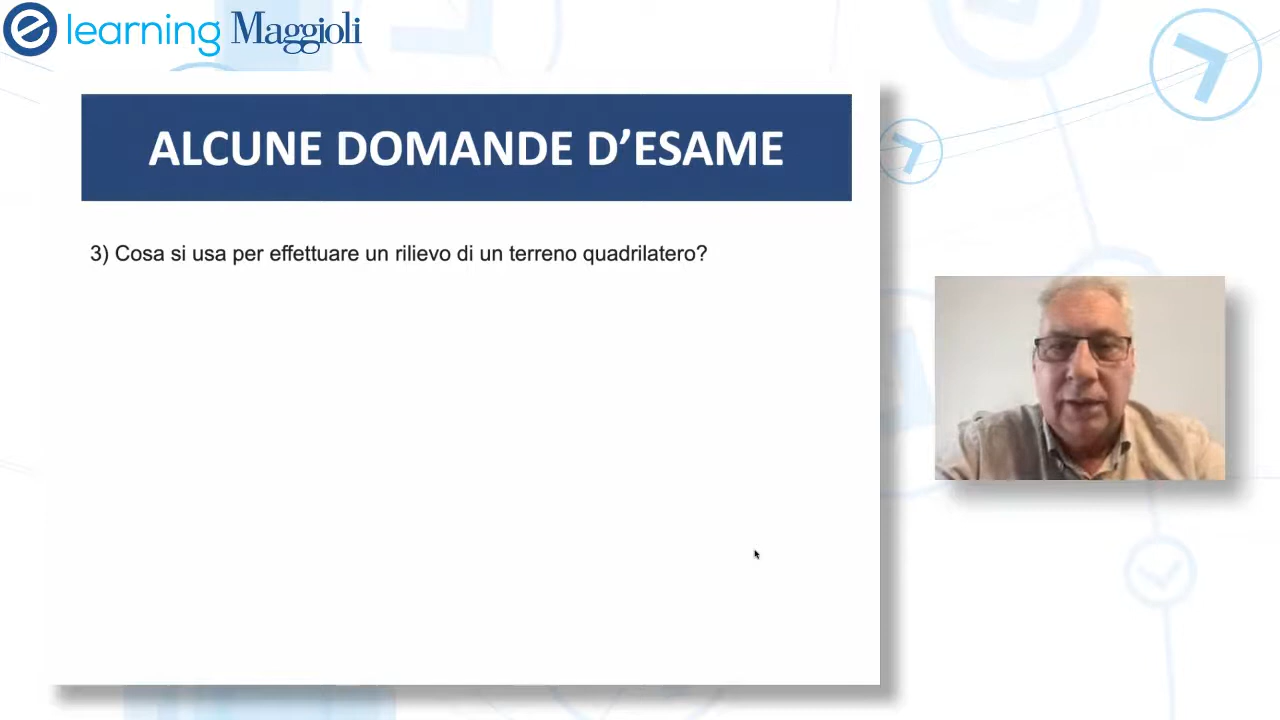 e learning Maggioli
ALCUNE DOMANDE D'ESAME
3) Cosa si usa per effettuare un rilievo di un terreno quadrilatero?